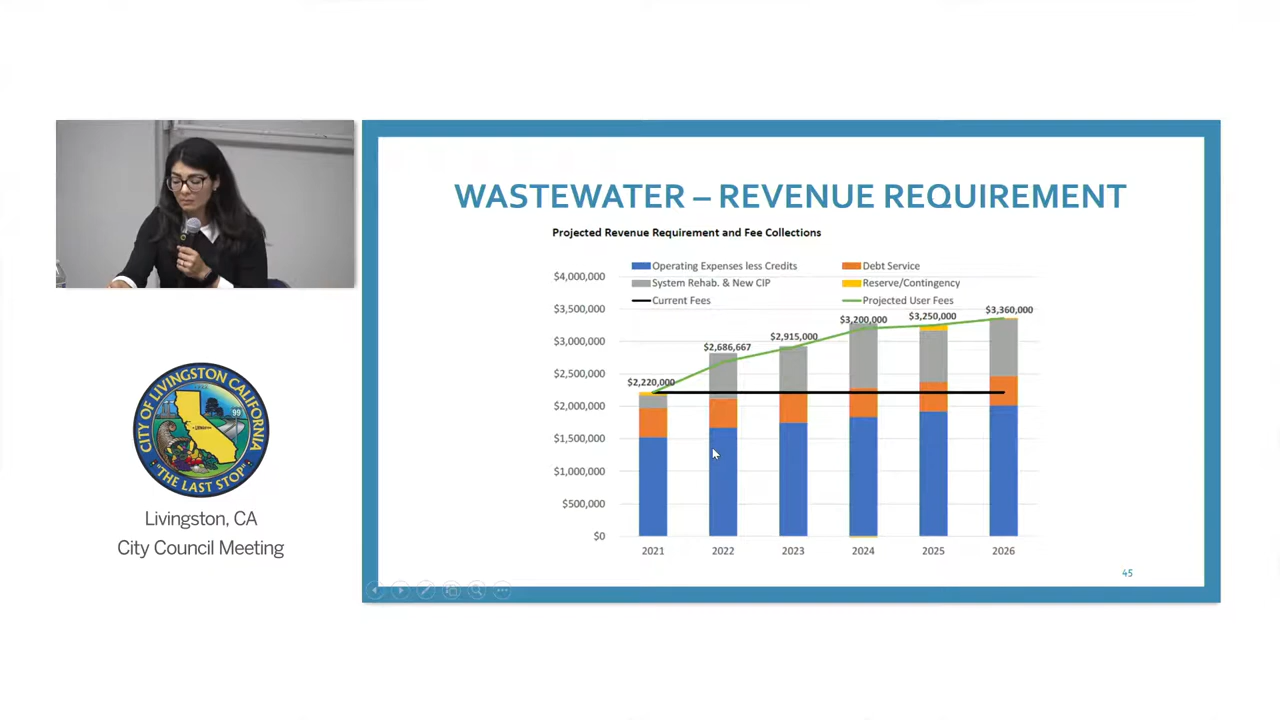 WASTEWATER – REVENUE REQUIREMENT
Projected Revenue Requirement and Fee Collections
Operating Expenses less Credits
Debt Service
System Rehab. & New CIP
Reserve/Contingency
Current Fees
Projected User Fees
$4,000,000
$3,500,000
$3,000,000
$2,500,000
$2,000,000
$1,500,000
$1,000,000
$500,000
$0
$2,220,000
$2,686,667
$2,915,000
$3,200,000
$3,250,000
$3,360,000
2021
2022
2023
2024
2025
2026
45
CITY OF LIVINGSTON CALIFORNIA
99
"THE LAST STOP"
Livingston, CA
City Council Meeting